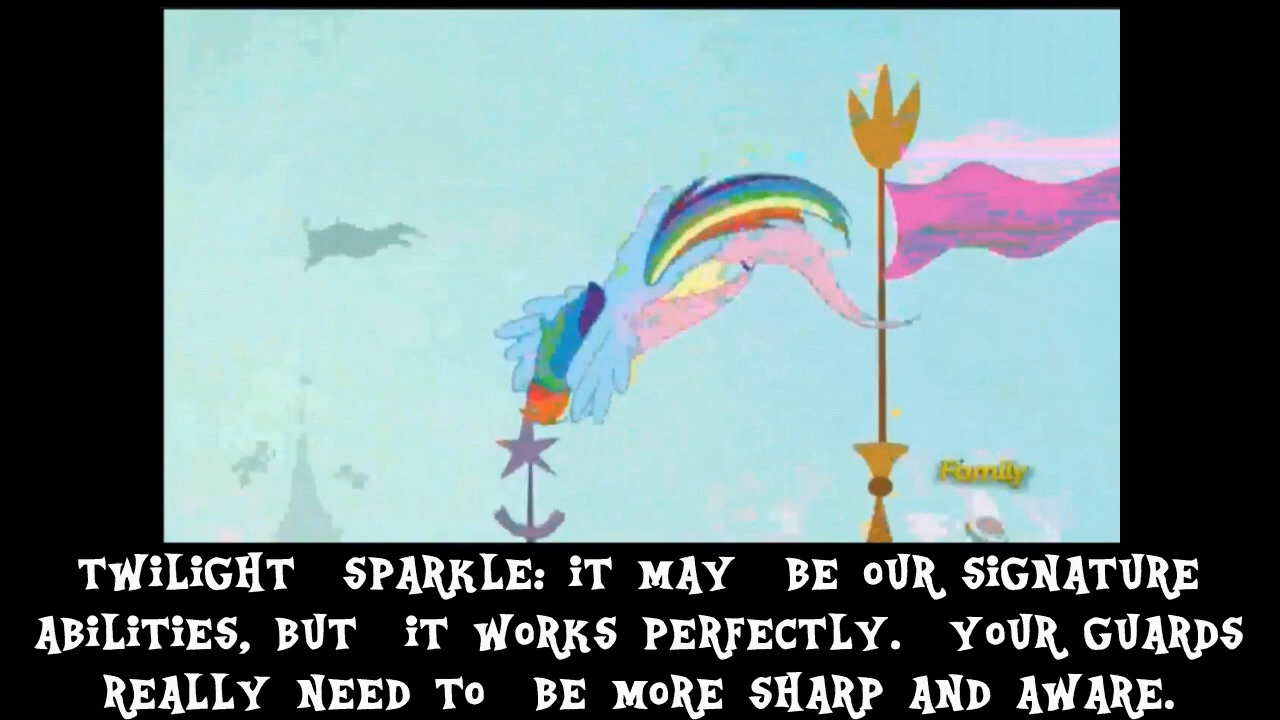 Family
TWILIGHT SPARKLE: IT MAY BE OUR SIGNATURE
ABILITIES, BUT IT WORKS PERFECTLY. YOUR GUARDS
REALLY NEED TO BE MORE SHARP AND AWARE.